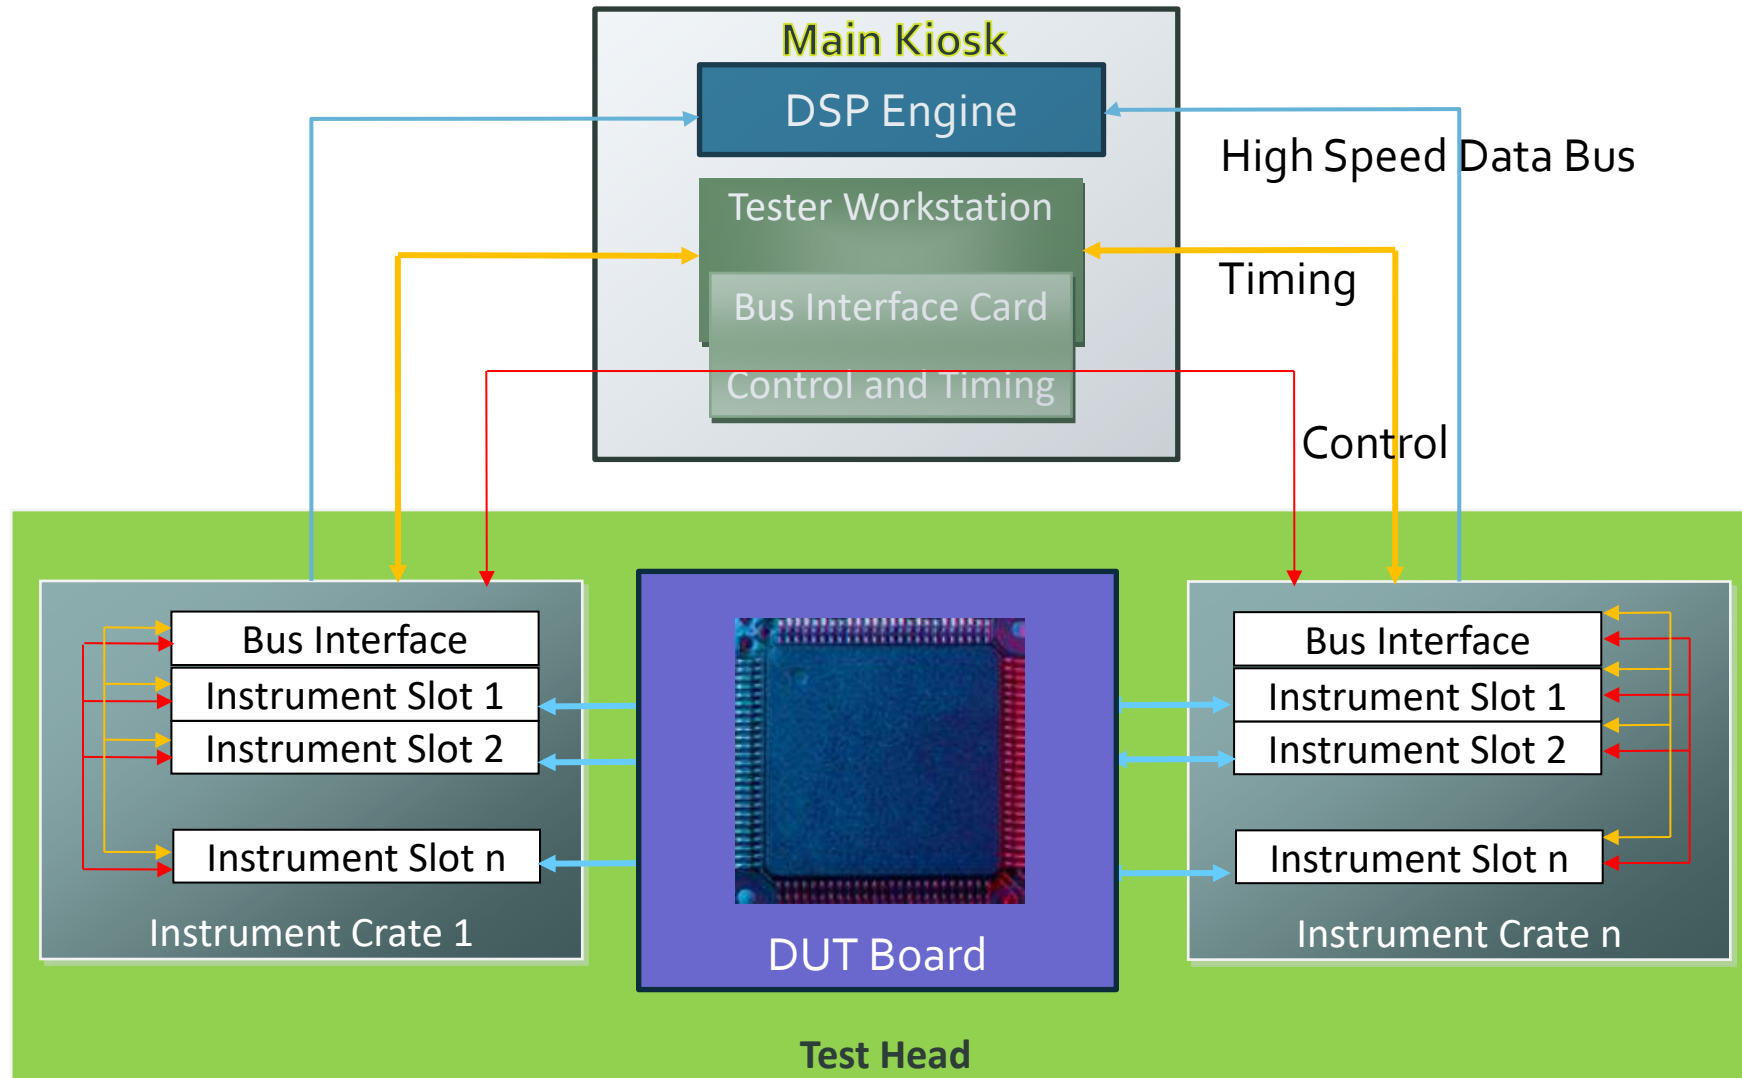 Main Kiosk
DSP Engine
High Speed Data Bus
Tester Workstation
Timing
Bus Interface Card
Control and Timing
Control
Bus Interface
Instrument Slot 1
Instrument Slot 2
Instrument Slot n
Instrument Crate 1
DUT Board
Bus Interface
Instrument Slot 1
Instrument Slot 2
Instrument Slot n
Instrument Crate n
Test Head